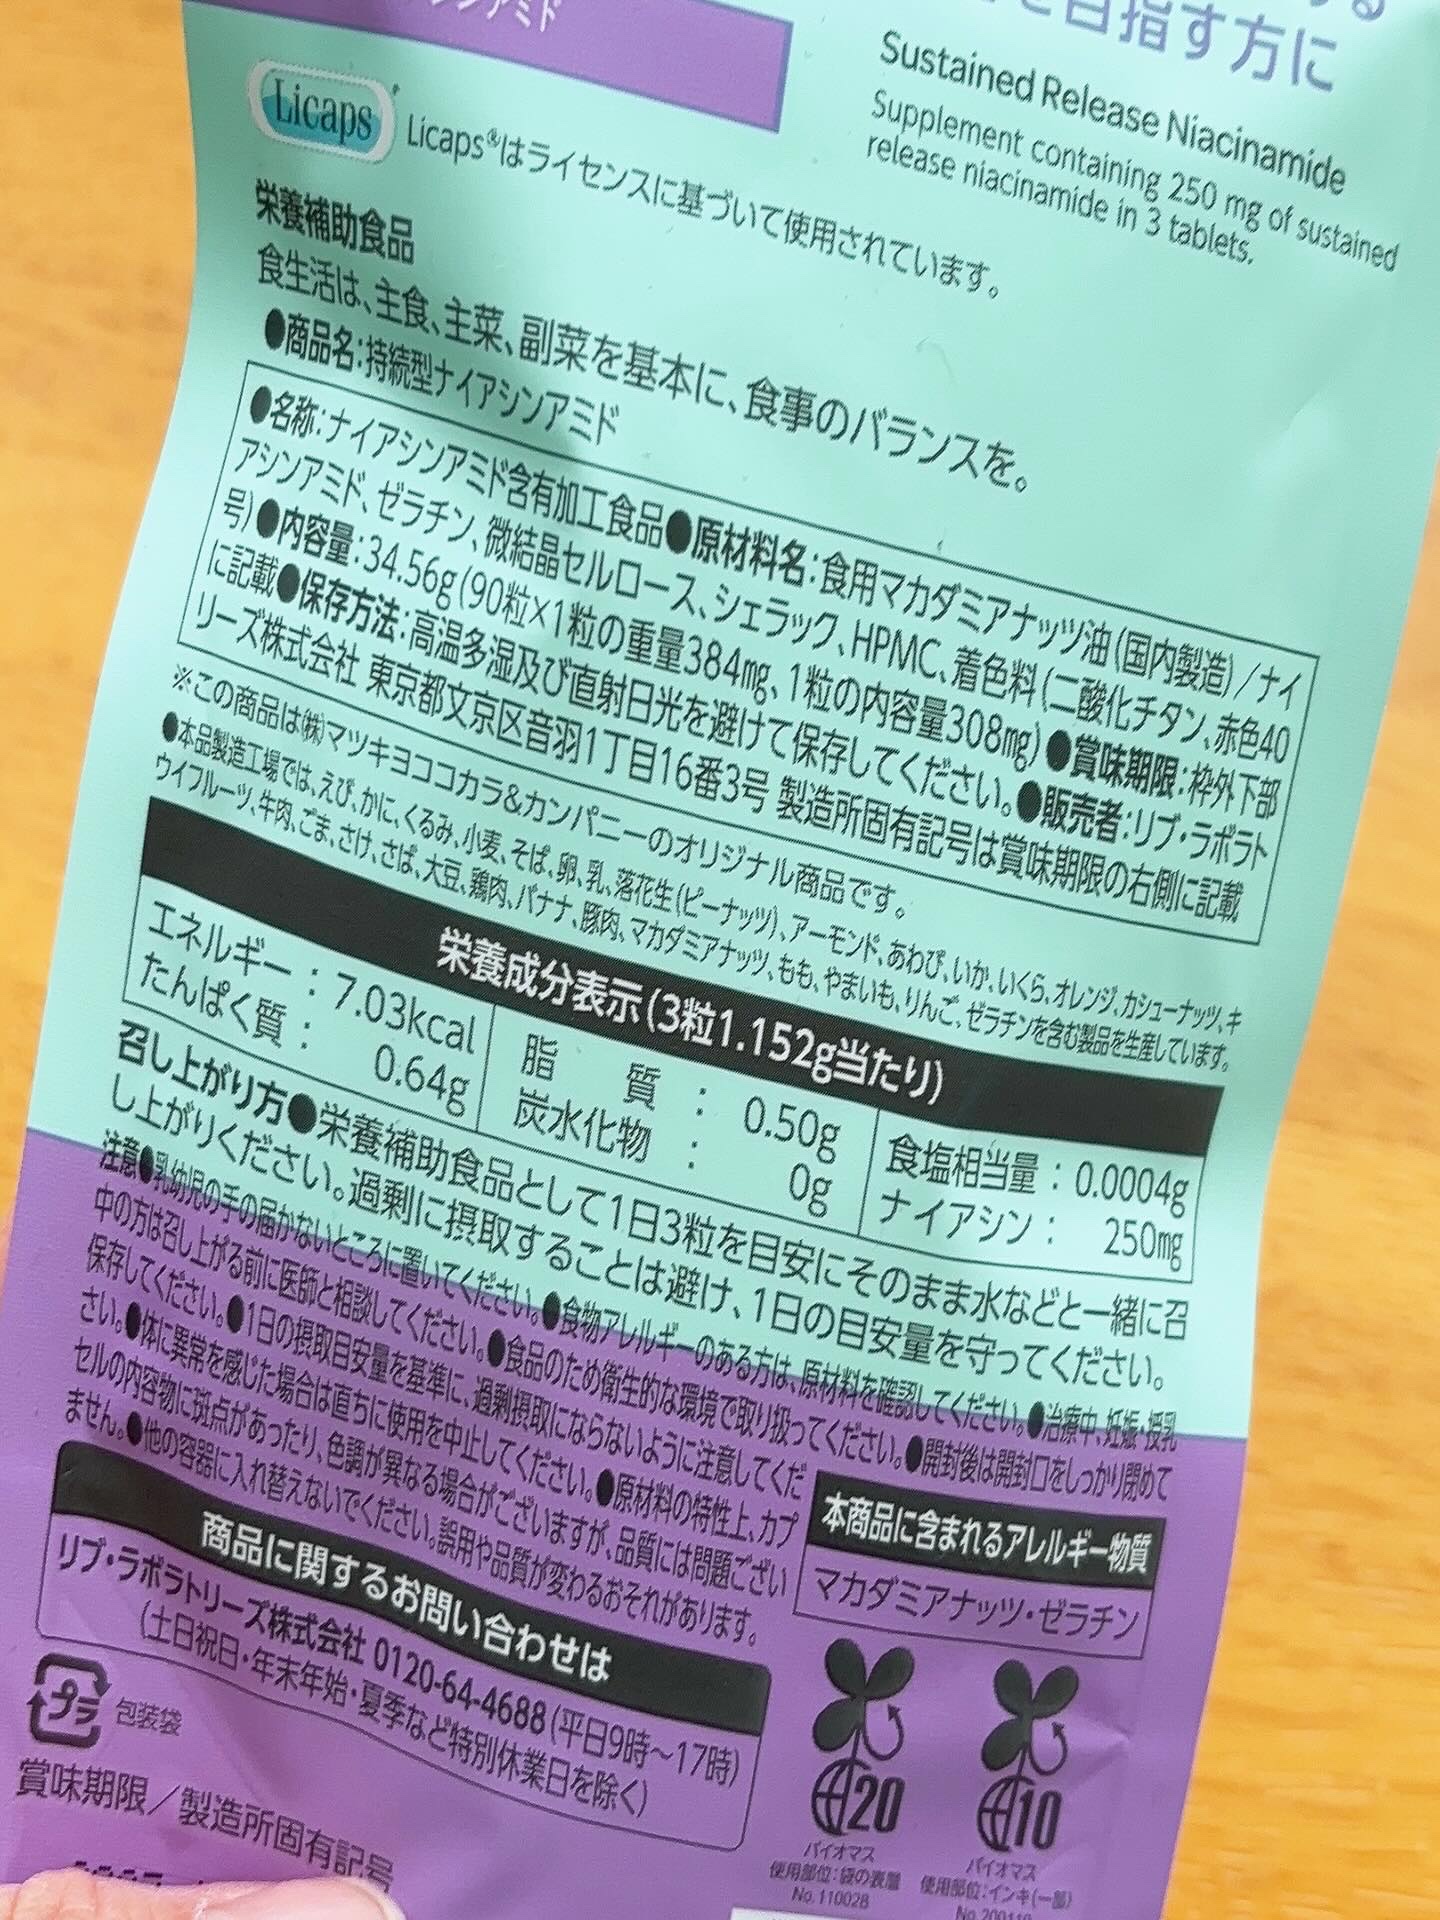 シンアミド
を目指す方に
Sustained Release Niacinamide
Supplement containing 250 mg of sustained
release niacinamide in 3 tablets.
Licaps
Licaps®はライセンスに基づいて使用されています。
栄養補助食品
食生活は、主食、主菜、副菜を基本に、食事のバランスを。
●商品名：持続型ナイアシンアミド
●名称：ナイアシンアミド含有加工食品●原材料名：食用マカダミアナッツ油（国内製造）/ナイ
アシンアミド、ゼラチン、微結晶セルロース、シェラック、HPMC、着色料（二酸化チタン、赤色40
号）●内容量：34.56g（90粒×1粒の重量384mg、1粒の内容量308mg）●賞味期限：枠外下部
に記載●保存方法：高温多湿及び直射日光を避けて保存してください。●販売者：リブ・ラボラト
リーズ株式会社 東京都文京区音羽1丁目16番3号 製造所固有記号は賞味期限の右側に記載
※この商品は㈱マツキヨココカラ&カンパニーのオリジナル商品です。
●本品製造工場では、えび、かに、くるみ、小麦、そば、卵、乳、落花生（ピーナッツ）、アーモンド、あわび、いか、いくら、オレンジ、カシューナッツ、キ
ウイフルーツ、牛肉、ごま、さけ、さば、大豆、鶏肉、バナナ、豚肉、マカダミアナッツ、もも、やまいも、りんご、ゼラチンを含む製品を生産しています。
栄養成分表示（3粒1.152g当たり）
エネルギー：7.03kcal 脂質：0.50g 食塩相当量：0.0004g
たんぱく質：0.64g 炭水化物：0g ナイアシン：250mg
召し上がり方●栄養補助食品として1日3粒を目安にそのまま水などと一緒に召
し上がりください。過剰に摂取することは避け、1日の目安量を守ってください。
注意●乳幼児の手の届かないところに置いてください。●食物アレルギーのある方は、原材料を確認してください。●治療中、妊娠・授乳
中の方は召し上がる前に医師と相談してください。●食品のため衛生的な環境で取り扱ってください。●開封後は開封口をしっかり閉めて
保存してください。●1日の摂取目安量を基準に、過剰摂取にならないように注意してくだ
さい。●体に異常を感じた場合は直ちに使用を中止してください。●原材料の特性上、カプ
セルの内容物に斑点があったり、色調が異なる場合がございますが、品質には問題ござい
ません。●他の容器に入れ替えないでください。誤用や品質が変わるおそれがあります。
本商品に含まれるアレルギー物質
マカダミアナッツ・ゼラチン
商品に関するお問い合わせは
リブ・ラボラトリーズ株式会社 0120-64-4688（平日9時～17時）
（土日祝日・年末年始・夏季など特別休業日を除く）
プラ 包装袋
賞味期限/製造所固有記号
20
バイオマス
使用部位：袋の表層
No.110028
10
バイオマス
使用部位：インキ（一部）